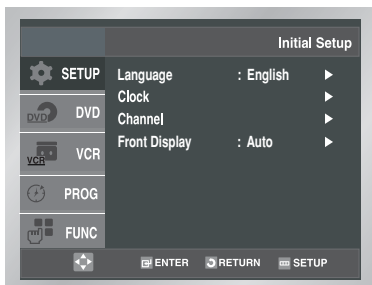 Initial Setup
SETUP
DVD
DVD
VCR
VCR
PROG
FUNC
Language : English
Clock
Channel
Front Display : Auto
ENTER RETURN SETUP